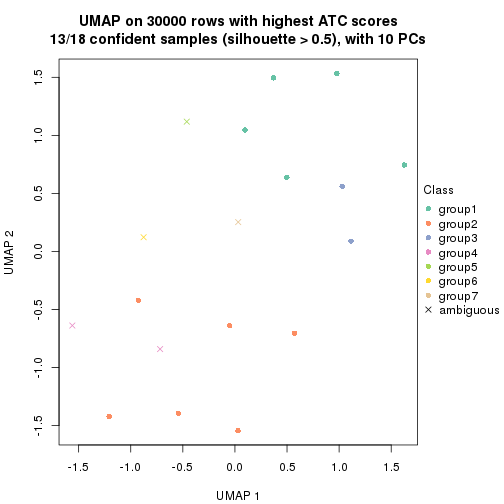 UMAP on 30000 rows with highest ATC scores
13/18 confident samples (silhouette > 0.5), with 10 PCs
UMAP 2
1.5
1.0
0.5
0.0
-0.5
-1.0
-1.5
-1.5 -1.0 -0.5 0.0 0.5 1.0 1.5
UMAP 1
Class
group1
group2
group3
group4
group5
group6
group7
ambiguous